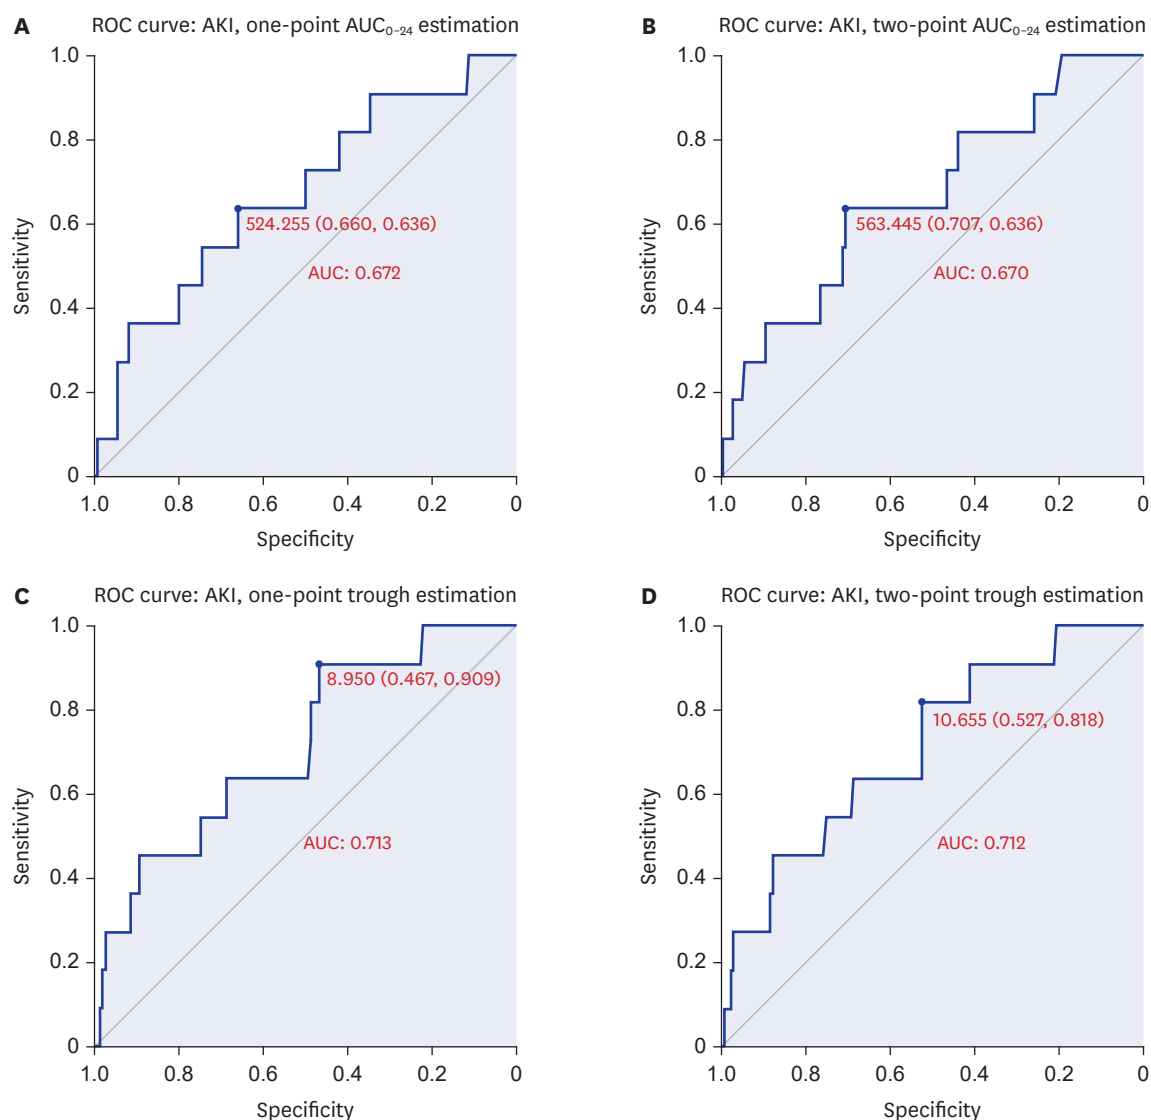 A
ROC curve: AKI, one-point AUC₀₋₂₄ estimation
1.0
0.8
0.6
0.4
0.2
0
Sensitivity
524.255 (0.660, 0.636)
AUC: 0.672
1.0 0.8 0.6 0.4 0.2 0
Specificity
B
ROC curve: AKI, two-point AUC₀₋₂₄ estimation
1.0
0.8
0.6
0.4
0.2
0
Sensitivity
563.445 (0.707, 0.636)
AUC: 0.670
1.0 0.8 0.6 0.4 0.2 0
Specificity
C
ROC curve: AKI, one-point trough estimation
1.0
0.8
0.6
0.4
0.2
0
Sensitivity
8.950 (0.467, 0.909)
AUC: 0.713
1.0 0.8 0.6 0.4 0.2 0
Specificity
D
ROC curve: AKI, two-point trough estimation
1.0
0.8
0.6
0.4
0.2
0
Sensitivity
10.655 (0.527, 0.818)
AUC: 0.712
1.0 0.8 0.6 0.4 0.2 0
Specificity